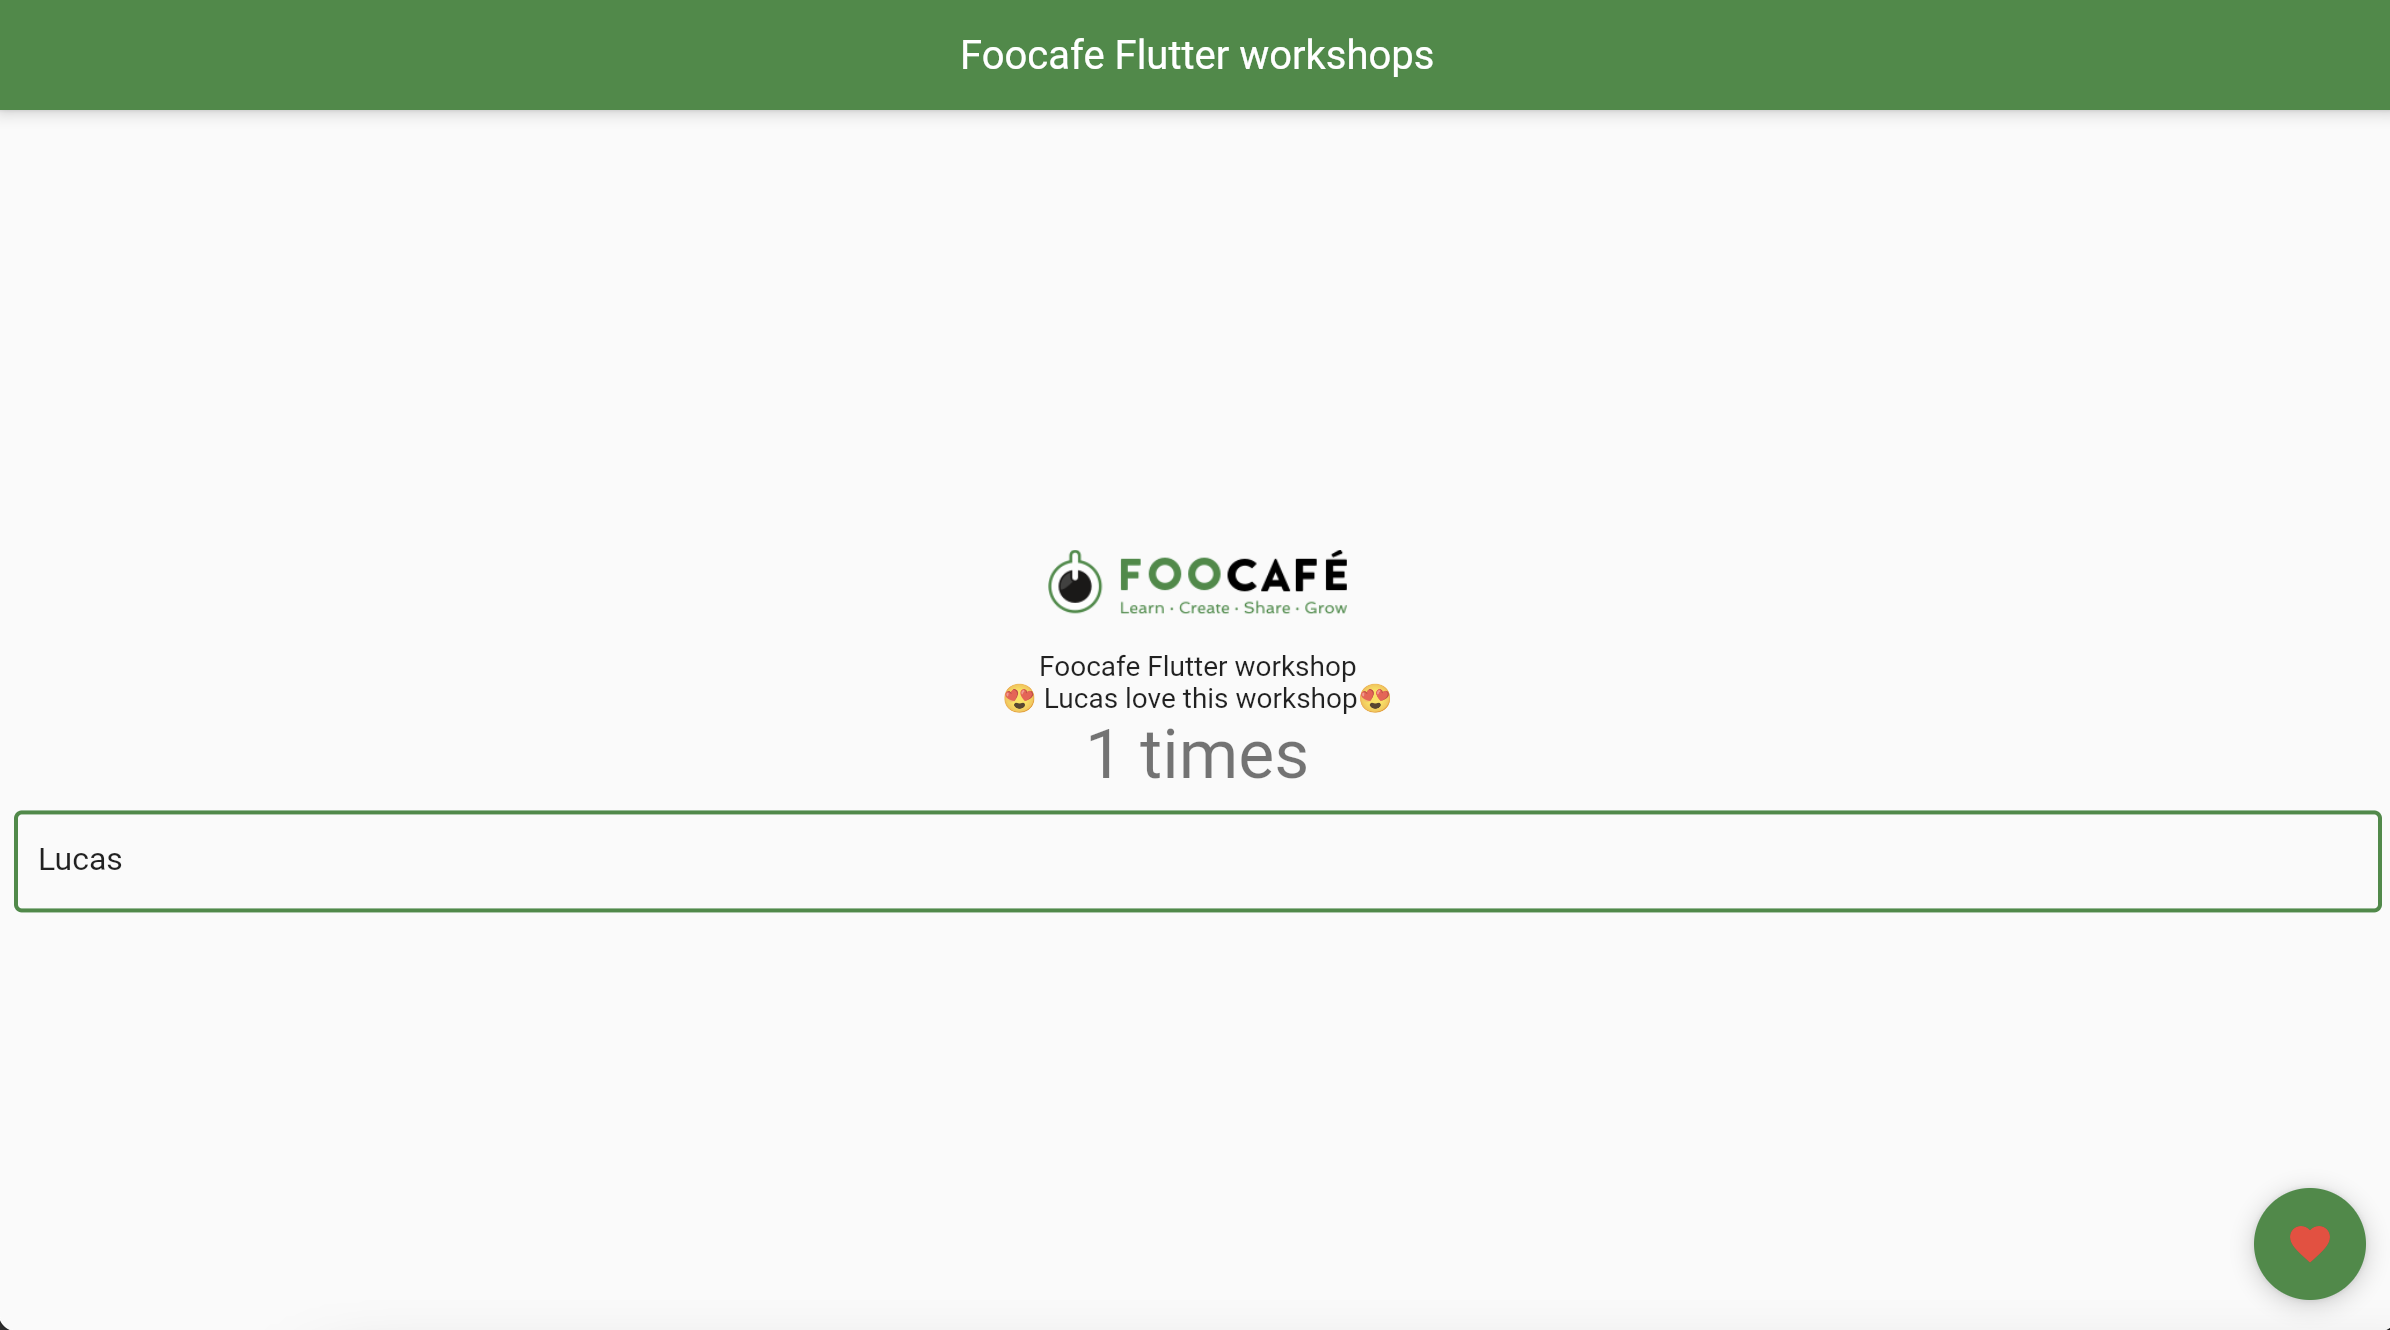 Foocafe Flutter workshops
FOOCAFÉ
Learn · Create · Share · Grow
Foocafe Flutter workshop
😍 Lucas love this workshop😍
1 times
Lucas